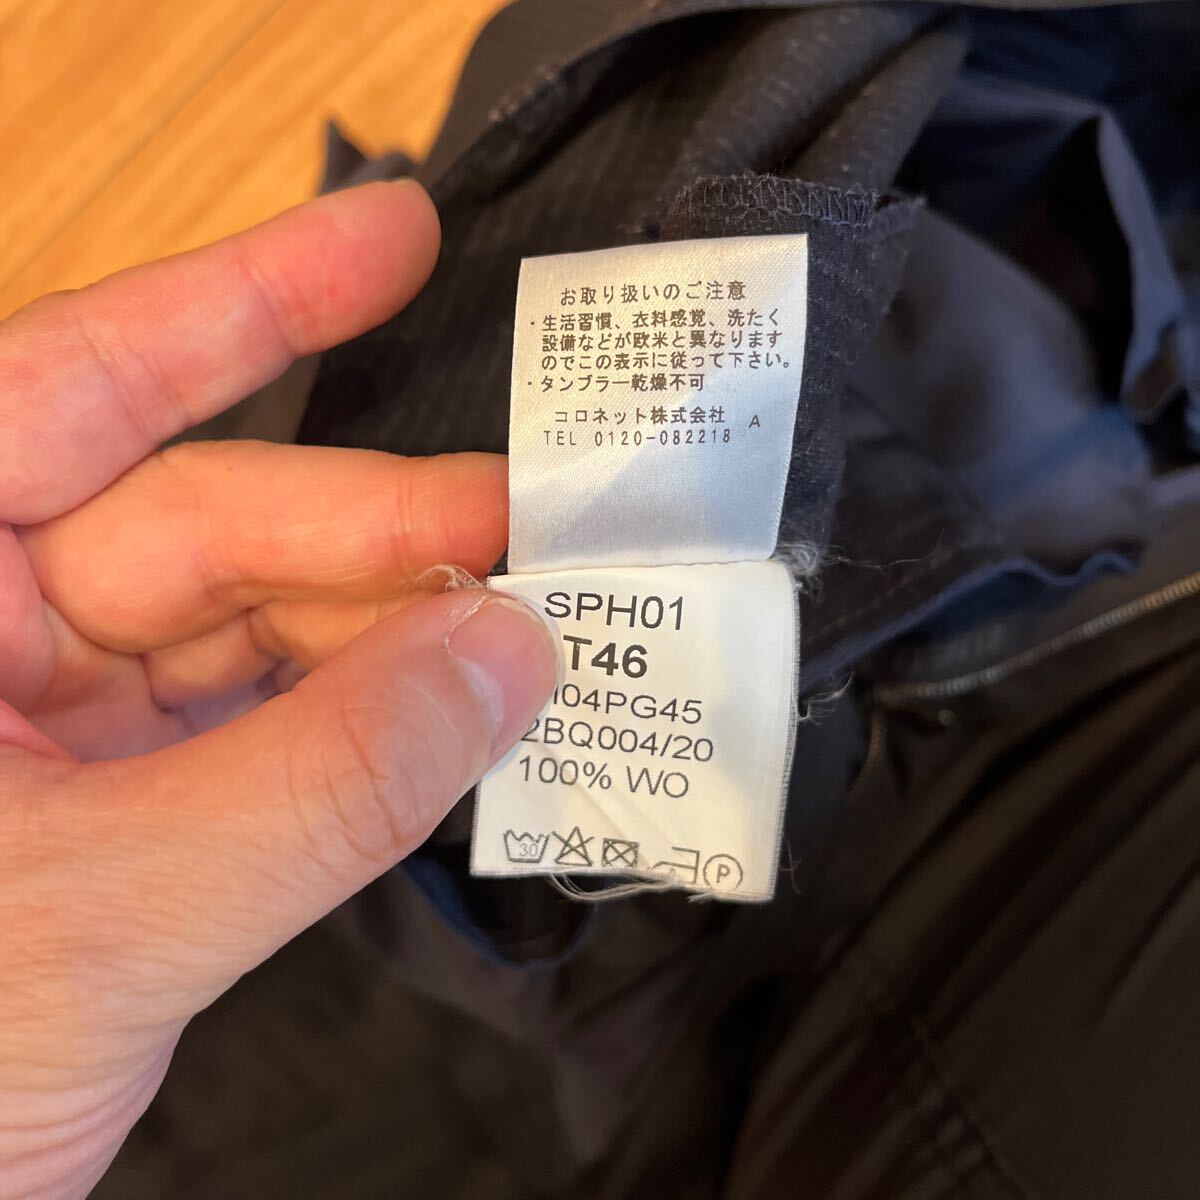 お取り扱いのご注意
・生活習慣、衣料感覚、洗たく
設備などが欧米と異なります
のでこの表示に従って下さい。
・タンブラー乾燥不可
コロネット株式会社 A
TEL 0120-082218
SPH01
T46
2BQ004/20
100% WO
30
P